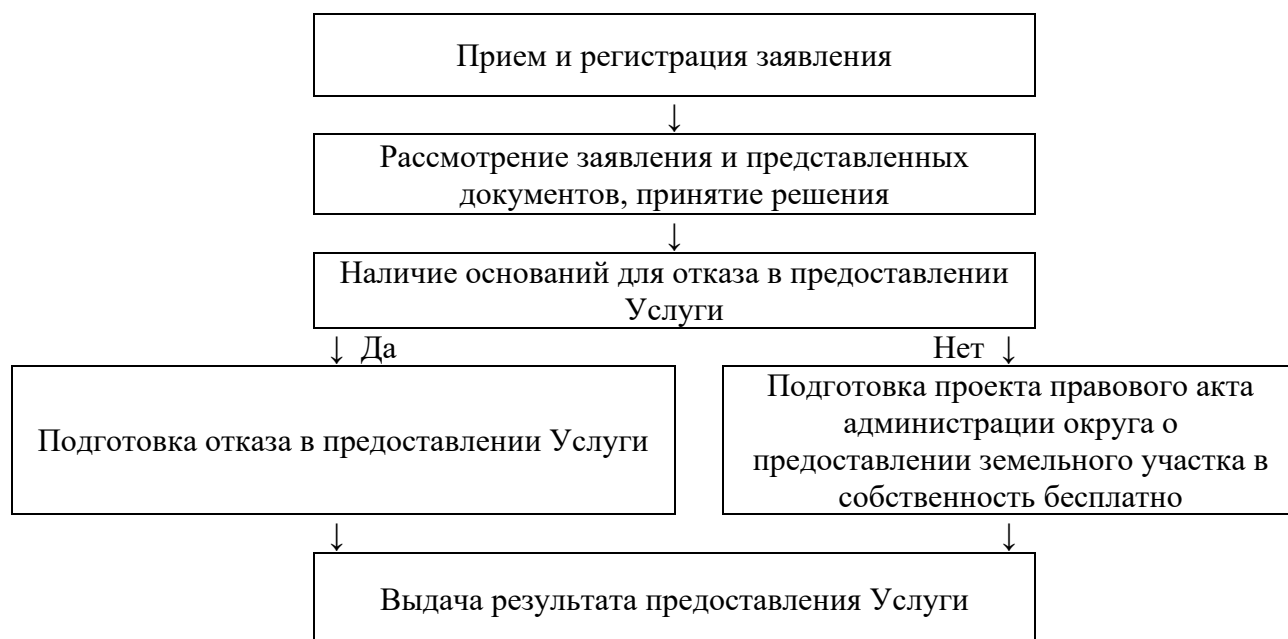 Прием и регистрация заявления
↓
Рассмотрение заявления и представленных
документов, принятие решения
↓
Наличие оснований для отказа в предоставлении
Услуги
↓ Да
Нет ↓
Подготовка отказа в предоставлении Услуги
Подготовка проекта правового акта
администрации округа о
предоставлении земельного участка в
собственность бесплатно
↓
↓
Выдача результата предоставления Услуги